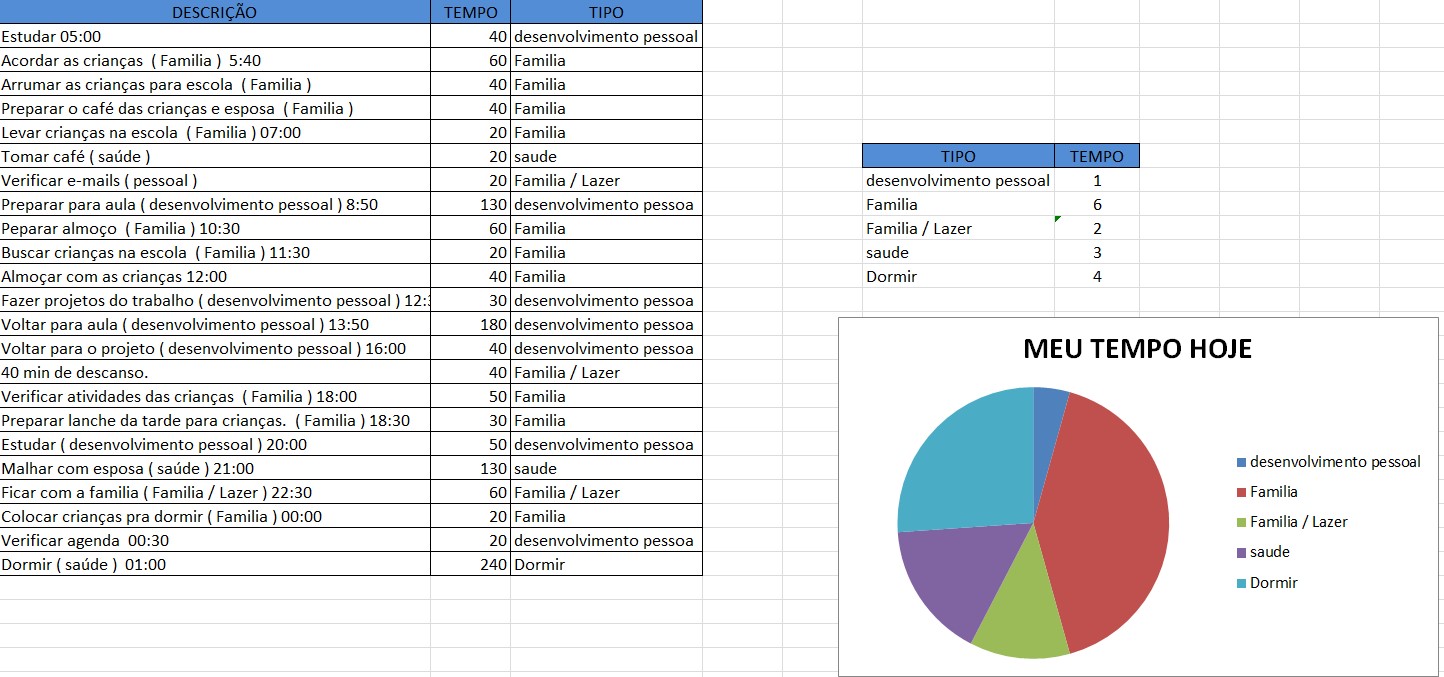 DESCRIÇÃO TEMPO TIPO
Estudar 05:00 40 desenvolvimento pessoal
Acordar as crianças ( Familia ) 5:40 60 Familia
Arrumar as crianças para escola ( Familia ) 40 Familia
Preparar o café das crianças e esposa ( Familia ) 40 Familia
Levar crianças na escola ( Familia ) 07:00 20 Familia
Tomar café ( saúde ) 20 saude
Verificar e-mails ( pessoal ) 20 Familia / Lazer
Preparar para aula ( desenvolvimento pessoal ) 8:50 130 desenvolvimento pessoa
Peparar almoço ( Familia ) 10:30 60 Familia
Buscar crianças na escola ( Familia ) 11:30 20 Familia
Almoçar com as crianças 12:00 40 Familia
Fazer projetos do trabalho ( desenvolvimento pessoal ) 12: 30 desenvolvimento pessoa
Voltar para aula ( desenvolvimento pessoal ) 13:50 180 desenvolvimento pessoa
Voltar para o projeto ( desenvolvimento pessoal ) 16:00 40 desenvolvimento pessoa
40 min de descanso. 40 Familia / Lazer
Verificar atividades das crianças ( Familia ) 18:00 50 Familia
Preparar lanche da tarde para crianças. ( Familia ) 18:30 30 Familia
Estudar ( desenvolvimento pessoal ) 20:00 50 desenvolvimento pessoa
Malhar com esposa ( saúde ) 21:00 130 saude
Ficar com a familia ( Familia / Lazer ) 22:30 60 Familia / Lazer
Colocar crianças pra dormir ( Familia ) 00:00 20 Familia
Verificar agenda 00:30 20 desenvolvimento pessoa
Dormir ( saúde ) 01:00 240 Dormir
TIPO TEMPO
desenvolvimento pessoal 1
Familia 6
Familia / Lazer 2
saude 3
Dormir 4
MEU TEMPO HOJE
desenvolvimento pessoal
Familia
Familia / Lazer
saude
Dormir